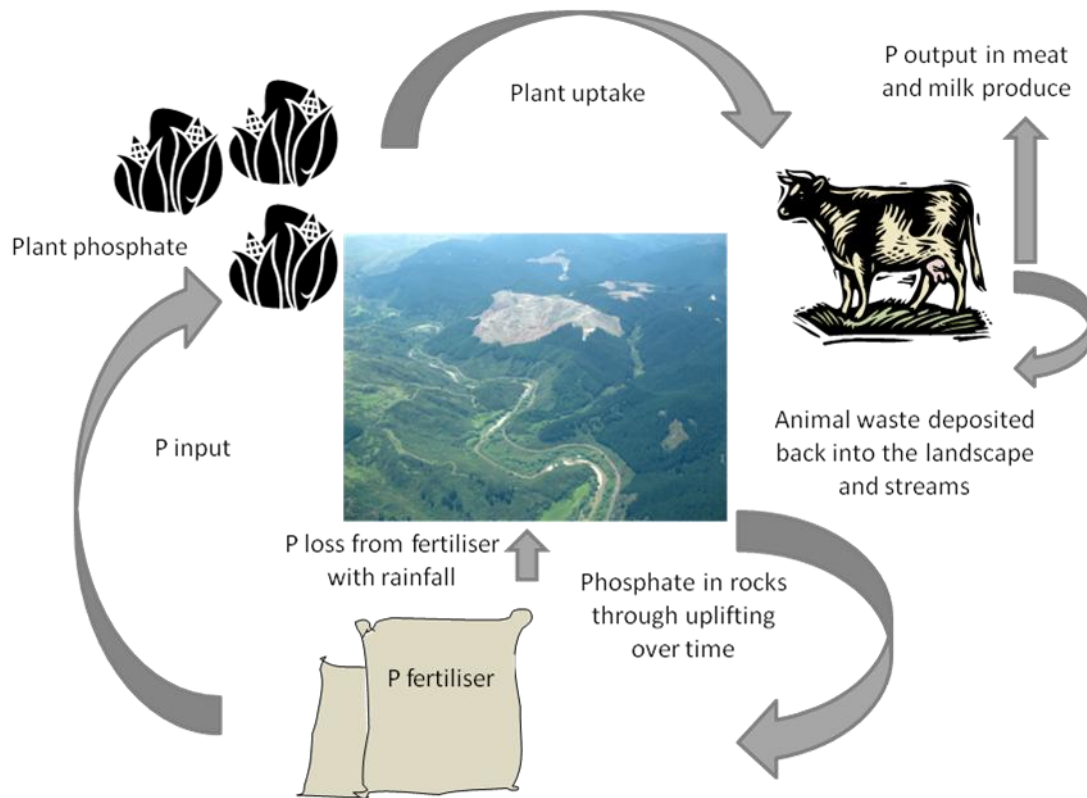 Plant uptake
P output in meat
and milk produce
Plant phosphate
P input
Animal waste deposited
back into the landscape
and streams
P loss from fertiliser
with rainfall
Phosphate in rocks
through uplifting
over time
P fertiliser